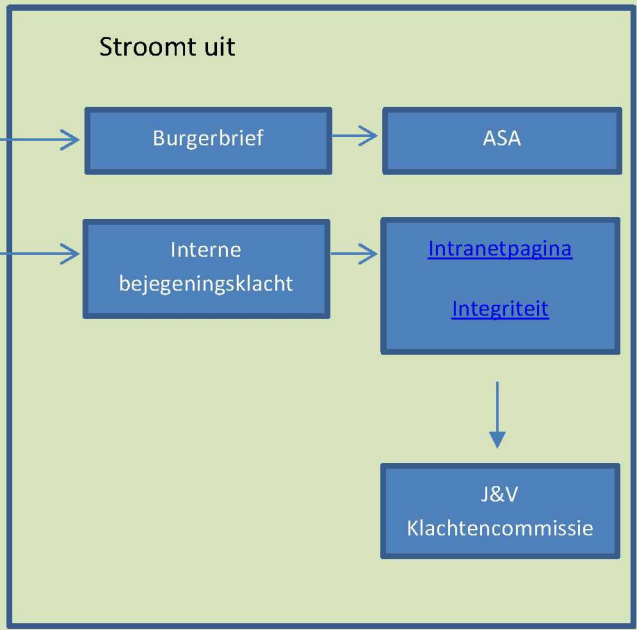 Stroomt uit
Burgerbrief
ASA
Interne
bejegeningsklacht
Intranetpagina
Integriteit
J&V
Klachtencommissie